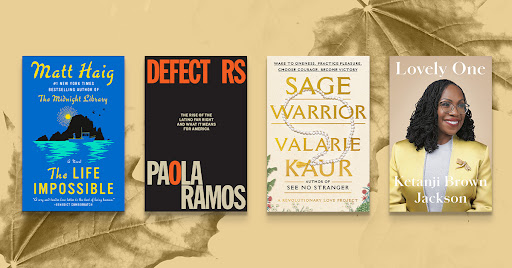 Matt Haig
#1 NEW YORK TIMES
BESTSELLING AUTHOR OF
The Midnight Library
A Novel
The LIFE
IMPOSSIBLE
DEFECT RS
THE RISE OF THE
LATINO FAR RIGHT
AND WHAT IT MEANS
FOR AMERICA
PAOLA
RAMOS
WAKE TO ONENESS, PRACTICE PLEASURE,
CHOOSE COURAGE, BECOME VICTORY
SAGE
WARRIOR
VALARIE
KAUR
AUTHOR OF
SEE NO STRANGER
A REVOLUTIONARY LOVE PROJECT
Lovely One
Ketanji Brown
Jackson